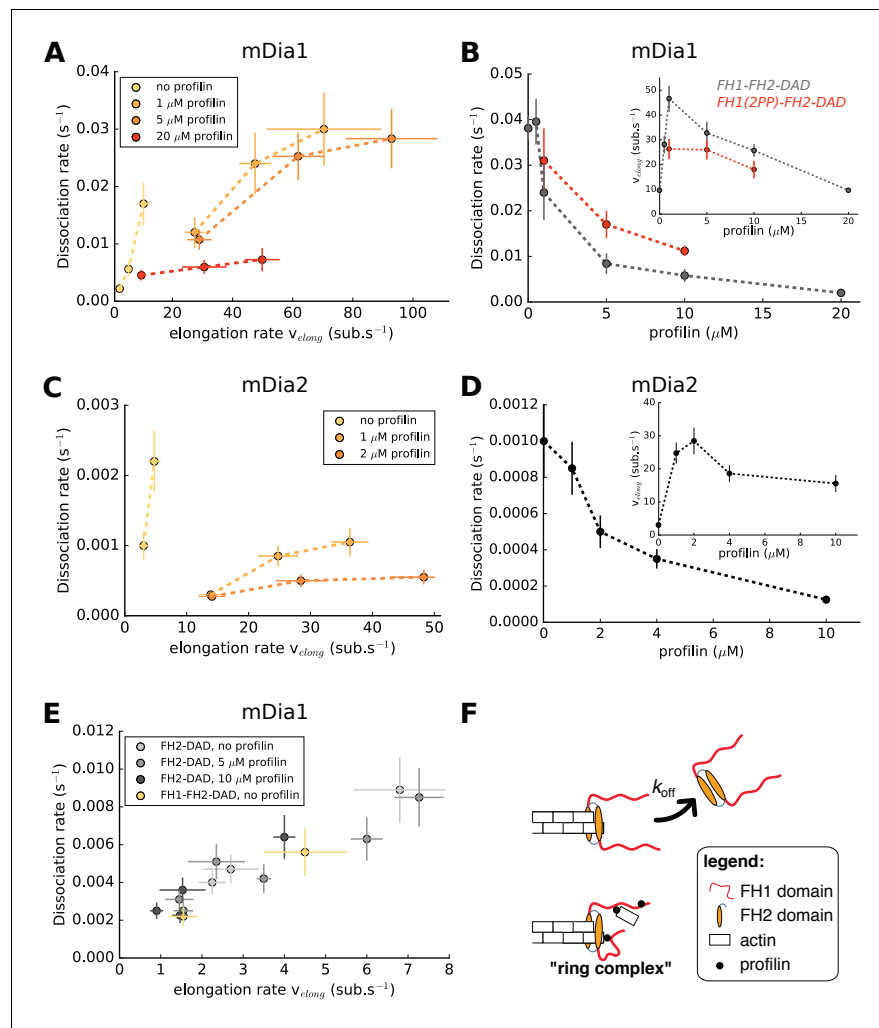 A
mDia1
Dissociation rate (s⁻¹)
0.04
0.03
0.02
0.01
0.00
no profilin
1 μM profilin
5 μM profilin
20 μM profilin
20 40 60 80 100
elongation rate v_elong (sub.s⁻¹)
B
mDia1
Dissociation rate (s⁻¹)
0.05
0.04
0.03
0.02
0.01
0.00
0 5 10 15 20
profilin (μM)
FH1-FH2-DAD
FH1(2PP)-FH2-DAD
v_elong (sub.s⁻¹)
50
40
30
20
10
0
0 5 10 15 20
profilin (μM)
C
mDia2
Dissociation rate (s⁻¹)
0.003
0.002
0.001
0.000
no profilin
1 μM profilin
2 μM profilin
0 10 20 30 40 50
elongation rate v_elong (sub.s⁻¹)
D
mDia2
Dissociation rate (s⁻¹)
0.0012
0.0010
0.0008
0.0006
0.0004
0.0002
0.0000
0 2 4 6 8 10
profilin (μM)
v_elong (sub.s⁻¹)
40
30
20
10
0
0 2 4 6 8 10
profilin (μM)
E
mDia1
Dissociation rate (s⁻¹)
0.012
0.010
0.008
0.006
0.004
0.002
0.000
FH2-DAD, no profilin
FH2-DAD, 5 μM profilin
FH2-DAD, 10 μM profilin
FH1-FH2-DAD, no profilin
0 1 2 3 4 5 6 7 8
elongation rate v_elong (sub.s⁻¹)
F
k_off
"ring complex"
legend:
FH1 domain
FH2 domain
actin
profilin